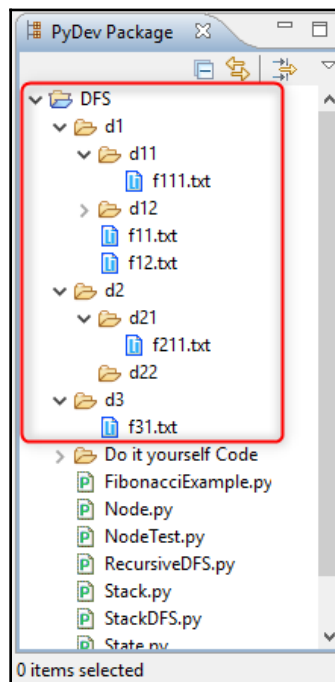 PyDev Package
DFS
d1
d11
f111.txt
d12
f11.txt
f12.txt
d2
d21
f211.txt
d22
d3
f31.txt
Do it yourself Code
FibonacciExample.py
Node.py
NodeTest.py
RecursiveDFS.py
Stack.py
StackDFS.py
State.py
0 items selected